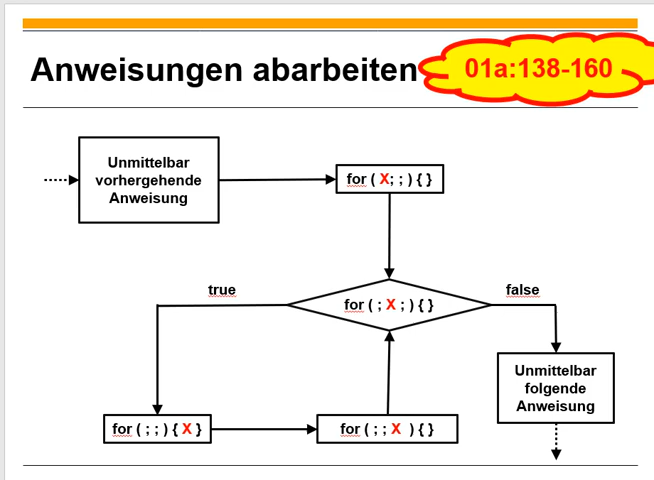 Anweisungen abarbeiten
01a:138-160
Unmittelbar
vorhergehende
Anweisung
for ( X; ; ) { }
true
for ( ; X ; ) { }
false
Unmittelbar
folgende
Anweisung
for ( ; ; ) { X }
for ( ; ; X ) { }